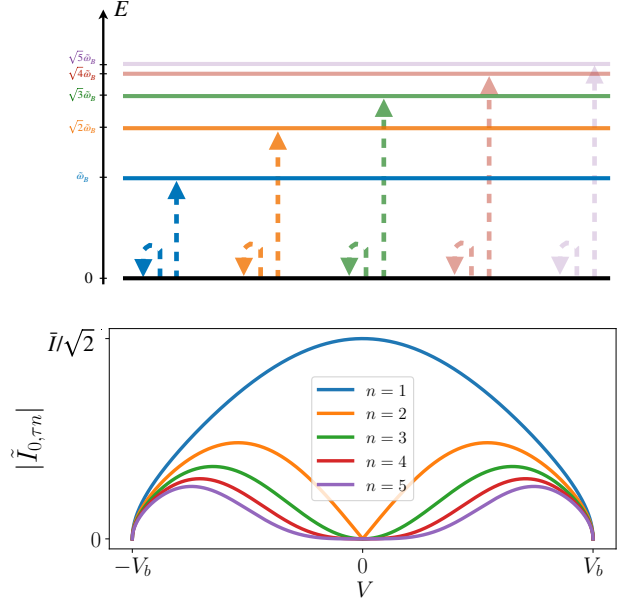 E
√5ω̃_B
√4ω̃_B
√3ω̃_B
√2ω̃_B
ω̃_B
0
Ī/√2
|Ĩ_{0,τn}|
n = 1
n = 2
n = 3
n = 4
n = 5
0
−V_b
0
V_b
V